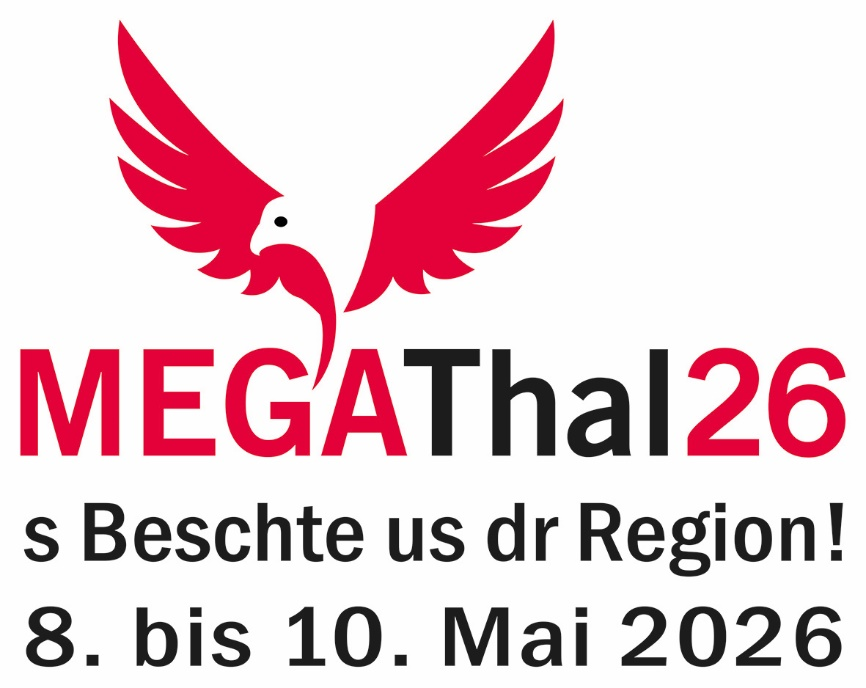 MEGAThal26
s Beschte us dr Region!
8. bis 10. Mai 2026